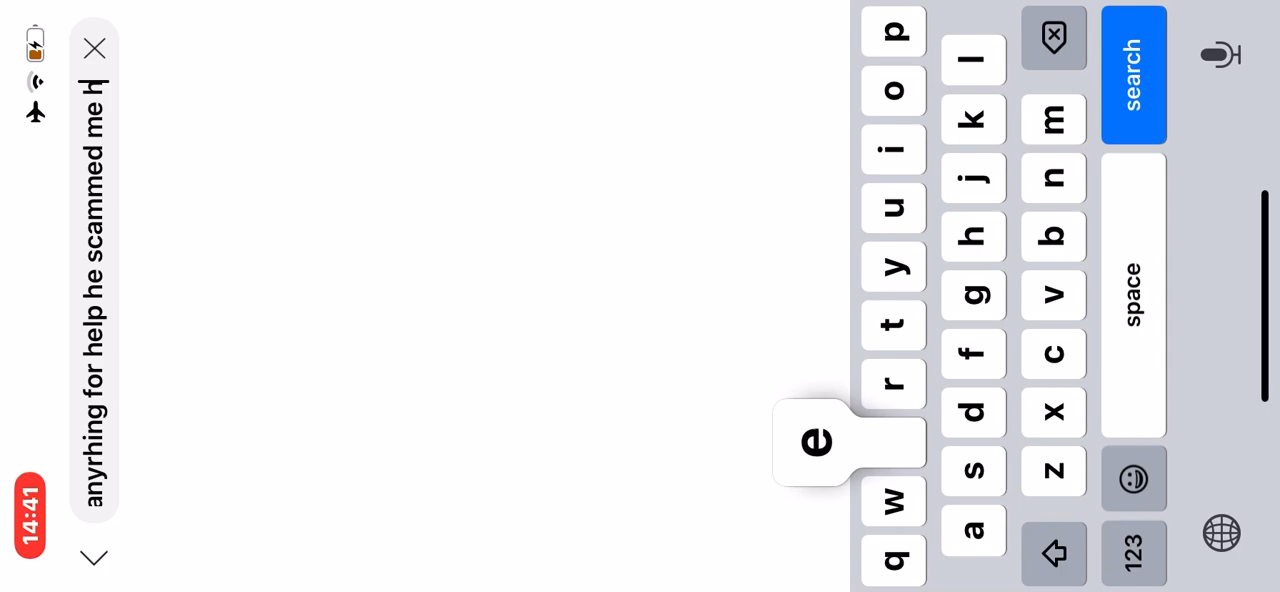 14:41
anyrhing for help he scammed me h
q w e r t y u i o p
a s d f g h j k l
z x c v b n m
123 space search